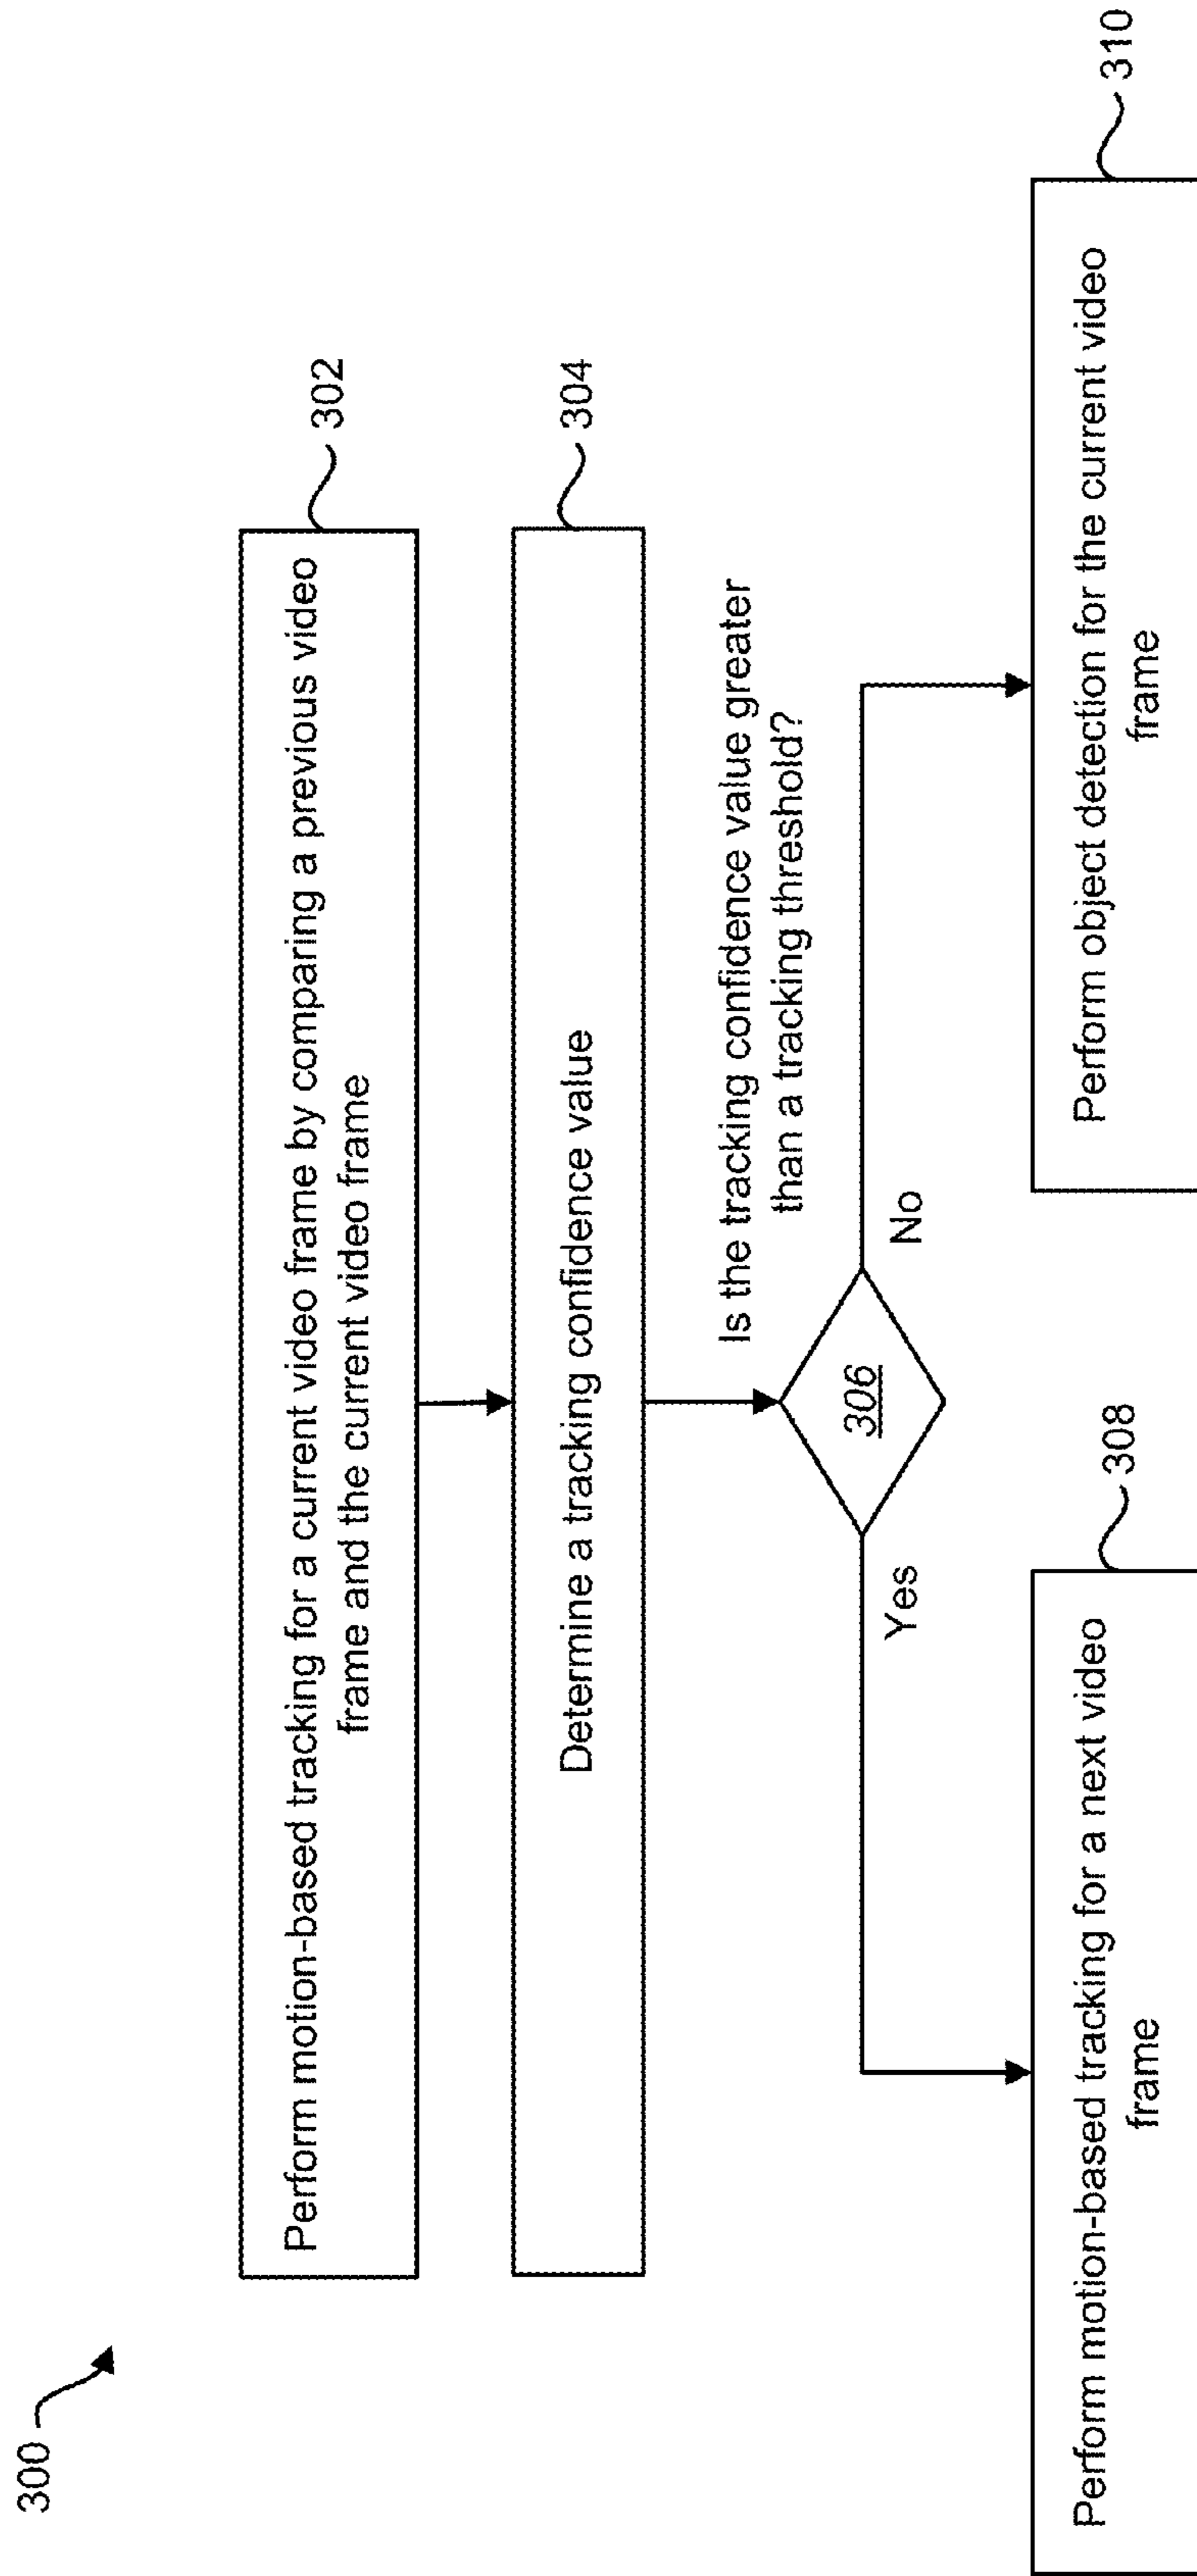 300
Perform motion-based tracking for a current video frame by comparing a previous video
frame and the current video frame
302
Determine a tracking confidence value
304
Is the tracking confidence value greater
than a tracking threshold?
306
Yes
No
Perform motion-based tracking for a next video
frame
308
Perform object detection for the current video
frame
310